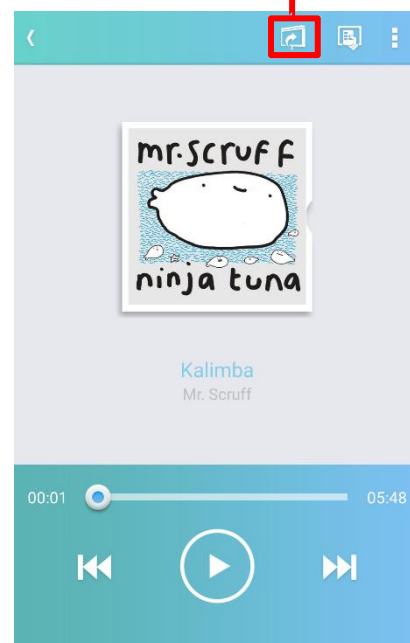 mr.scruff
ninja tuna
Kalimba
Mr. Scruff
00:01
05:48